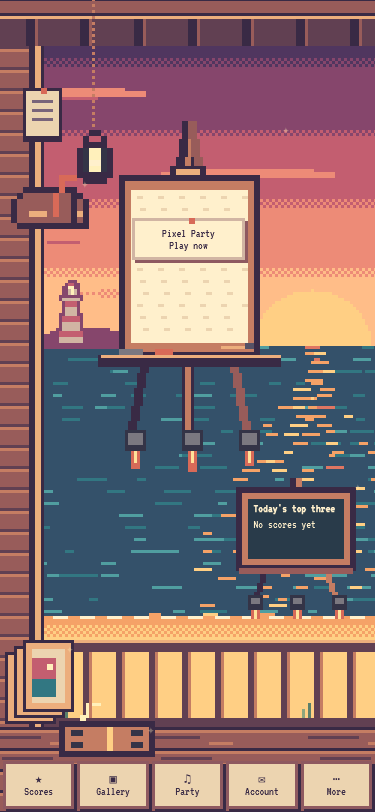 Pixel Party
Play now
Today's top three
No scores yet
Scores
Gallery
Party
Account
More